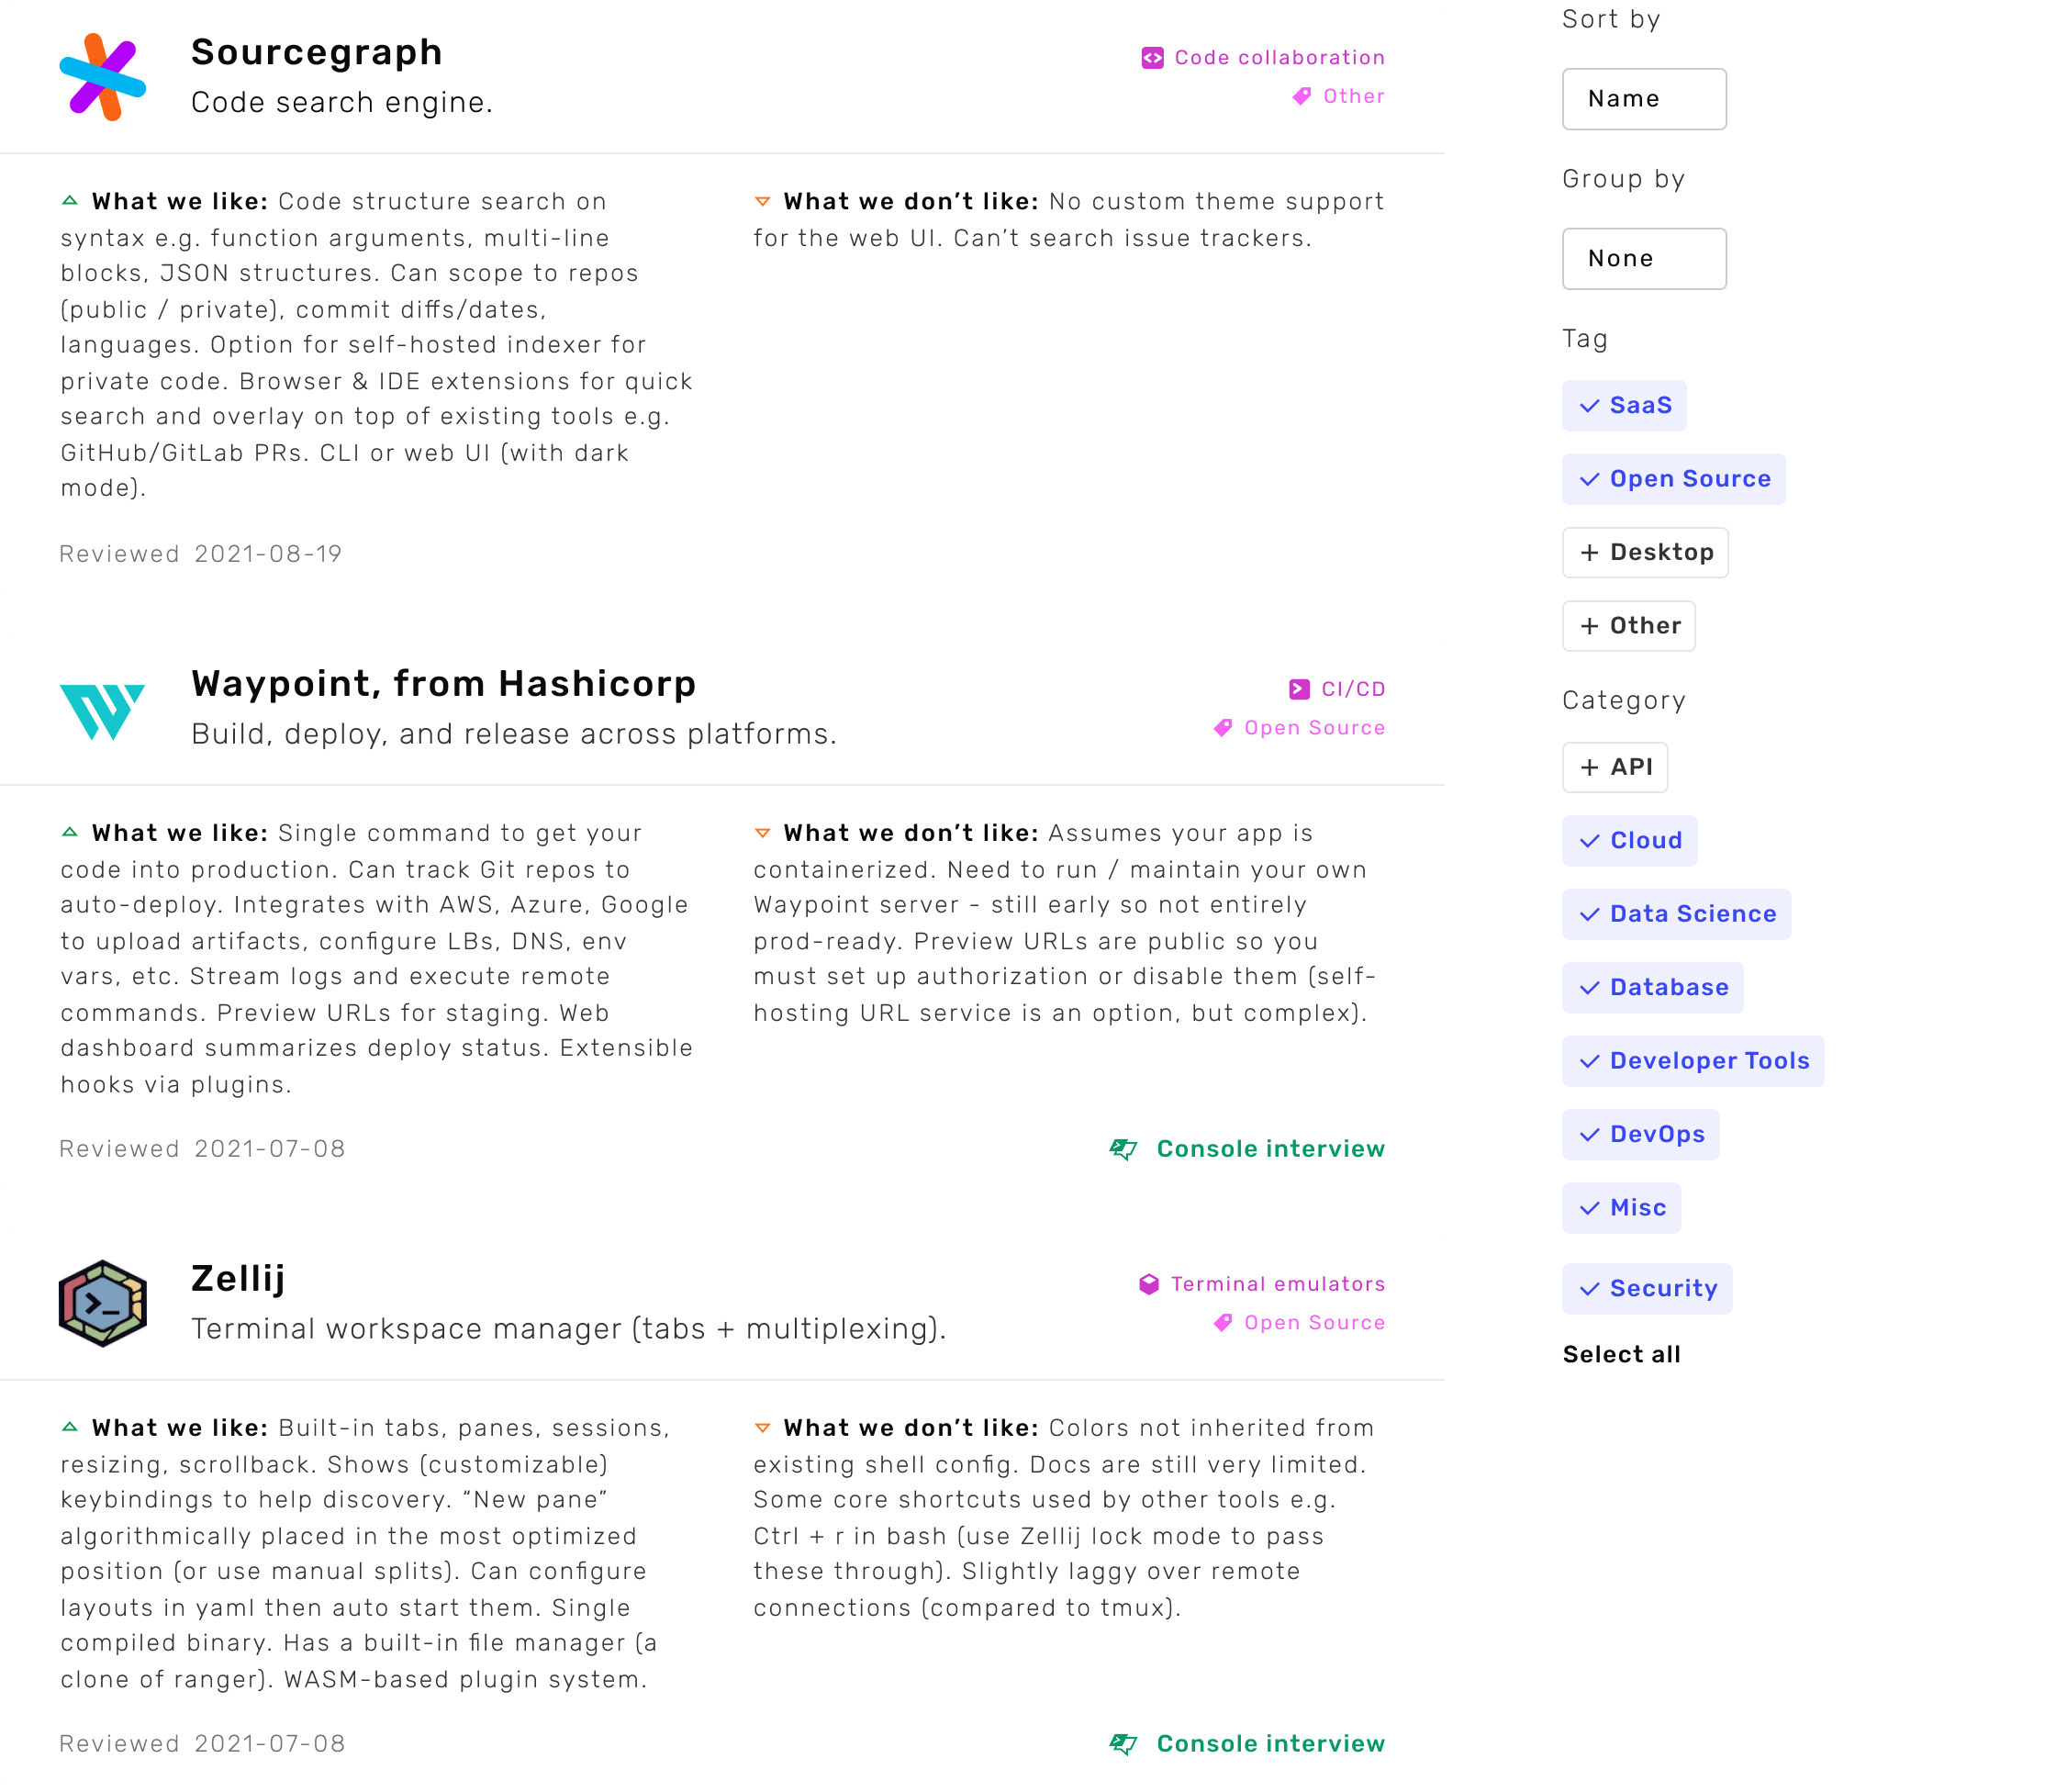 Sourcegraph
Code search engine.
Code collaboration
Other
What we like: Code structure search on
syntax e.g. function arguments, multi-line
blocks, JSON structures. Can scope to repos
(public / private), commit diffs/dates,
languages. Option for self-hosted indexer for
private code. Browser & IDE extensions for quick
search and overlay on top of existing tools e.g.
GitHub/GitLab PRs. CLI or web UI (with dark
mode).
What we don’t like: No custom theme support
for the web UI. Can’t search issue trackers.
Reviewed 2021-08-19
Waypoint, from Hashicorp
Build, deploy, and release across platforms.
CI/CD
Open Source
What we like: Single command to get your
code into production. Can track Git repos to
auto-deploy. Integrates with AWS, Azure, Google
to upload artifacts, configure LBs, DNS, env
vars, etc. Stream logs and execute remote
commands. Preview URLs for staging. Web
dashboard summarizes deploy status. Extensible
hooks via plugins.
What we don’t like: Assumes your app is
containerized. Need to run / maintain your own
Waypoint server - still early so not entirely
prod-ready. Preview URLs are public so you
must set up authorization or disable them (self-
hosting URL service is an option, but complex).
Reviewed 2021-07-08
Console interview
Zellij
Terminal workspace manager (tabs + multiplexing).
Terminal emulators
Open Source
What we like: Built-in tabs, panes, sessions,
resizing, scrollback. Shows (customizable)
keybindings to help discovery. “New pane”
algorithmically placed in the most optimized
position (or use manual splits). Can configure
layouts in yaml then auto start them. Single
compiled binary. Has a built-in file manager (a
clone of ranger). WASM-based plugin system.
What we don’t like: Colors not inherited from
existing shell config. Docs are still very limited.
Some core shortcuts used by other tools e.g.
Ctrl + r in bash (use Zellij lock mode to pass
these through). Slightly laggy over remote
connections (compared to tmux).
Reviewed 2021-07-08
Console interview
Sort by
Name
Group by
None
Tag
SaaS
Open Source
Desktop
Other
Category
API
Cloud
Data Science
Database
Developer Tools
DevOps
Misc
Security
Select all